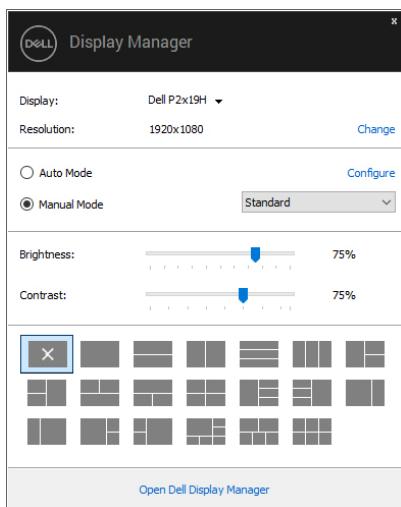 x
DELL Display Manager
Display: Dell P2x19H
Resolution: 1920x1080 Change
Auto Mode Configure
Manual Mode Standard
Brightness: 75%
Contrast: 75%
Open Dell Display Manager